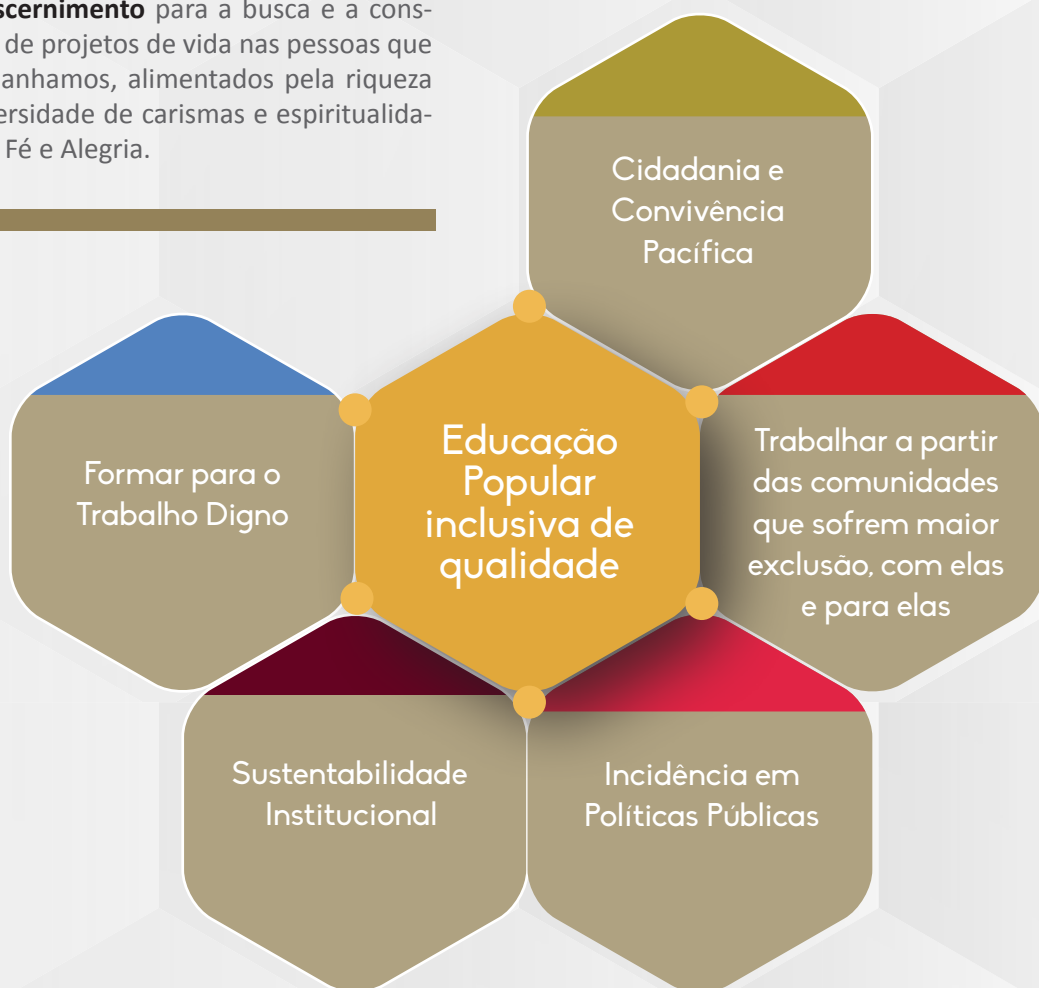 scernimento para a busca e a cons-
de projetos de vida nas pessoas que
anhamos, alimentados pela riqueza
ersidade de carismas e espiritualida-
Fé e Alegria.
Cidadania e
Convivência
Pacífica
Formar para o
Trabalho Digno
Educação
Popular
inclusiva de
qualidade
Trabalhar a partir
das comunidades
que sofrem maior
exclusão, com elas
e para elas
Sustentabilidade
Institucional
Incidência em
Políticas Públicas